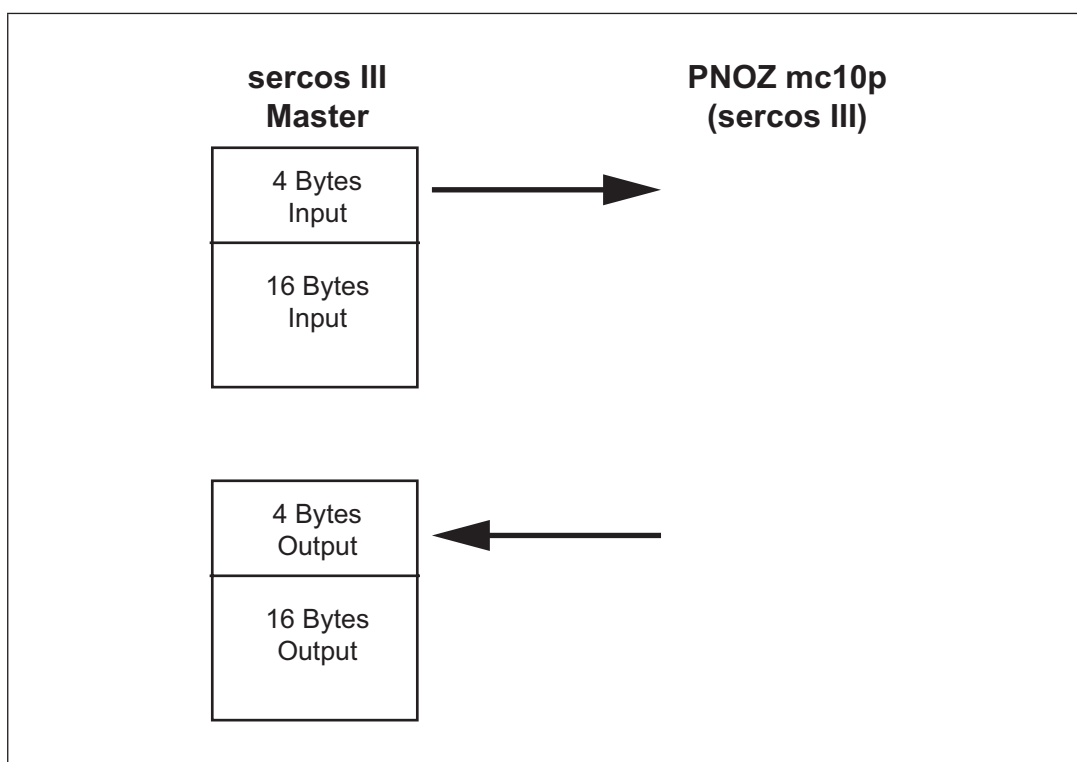 sercos III
Master
PNOZ mc10p
(sercos III)
4 Bytes
Input
16 Bytes
Input
4 Bytes
Output
16 Bytes
Output